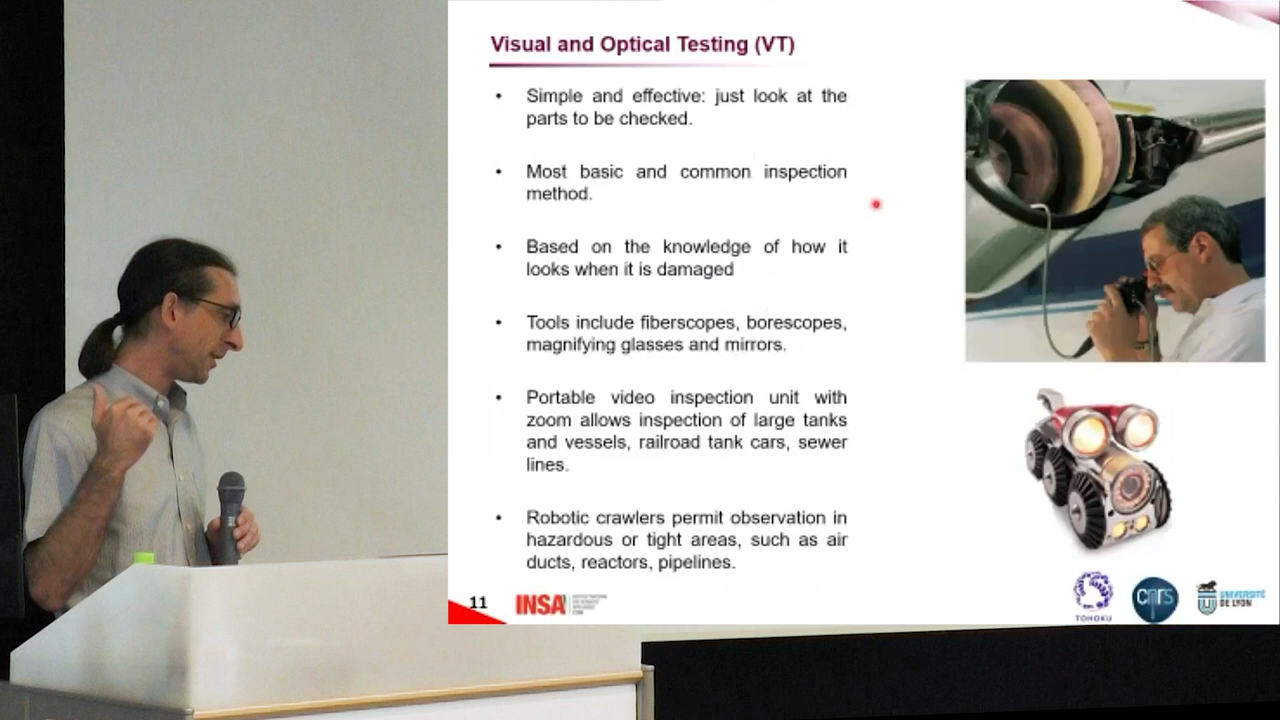 Visual and Optical Testing (VT)
• Simple and effective: just look at the
parts to be checked.
• Most basic and common inspection
method.
• Based on the knowledge of how it
looks when it is damaged
• Tools include fiberscopes, borescopes,
magnifying glasses and mirrors.
• Portable video inspection unit with
zoom allows inspection of large tanks
and vessels, railroad tank cars, sewer
lines.
• Robotic crawlers permit observation in
hazardous or tight areas, such as air
ducts, reactors, pipelines.
11
INSA
TOHOKU
cnrs
UNIVERSITÉ
DE LYON